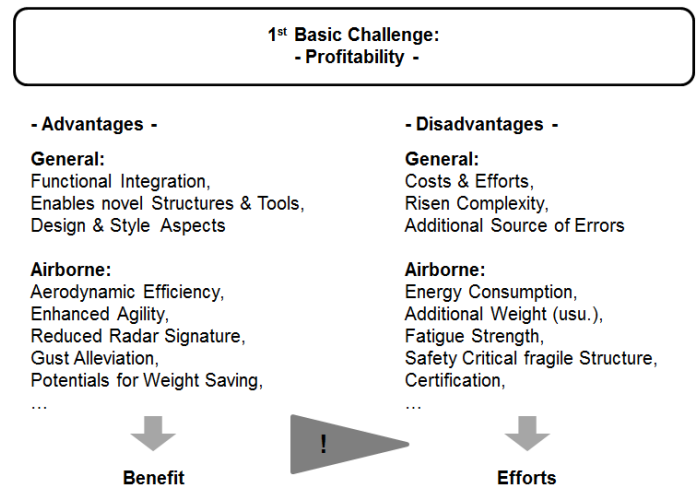 1st Basic Challenge:
- Profitability -
- Advantages -
General:
Functional Integration,
Enables novel Structures & Tools,
Design & Style Aspects
Airborne:
Aerodynamic Efficiency,
Enhanced Agility,
Reduced Radar Signature,
Gust Alleviation,
Potentials for Weight Saving,
…
Benefit
!
- Disadvantages -
General:
Costs & Efforts,
Risen Complexity,
Additional Source of Errors
Airborne:
Energy Consumption,
Additional Weight (usu.),
Fatigue Strength,
Safety Critical fragile Structure,
Certification,
…
Efforts